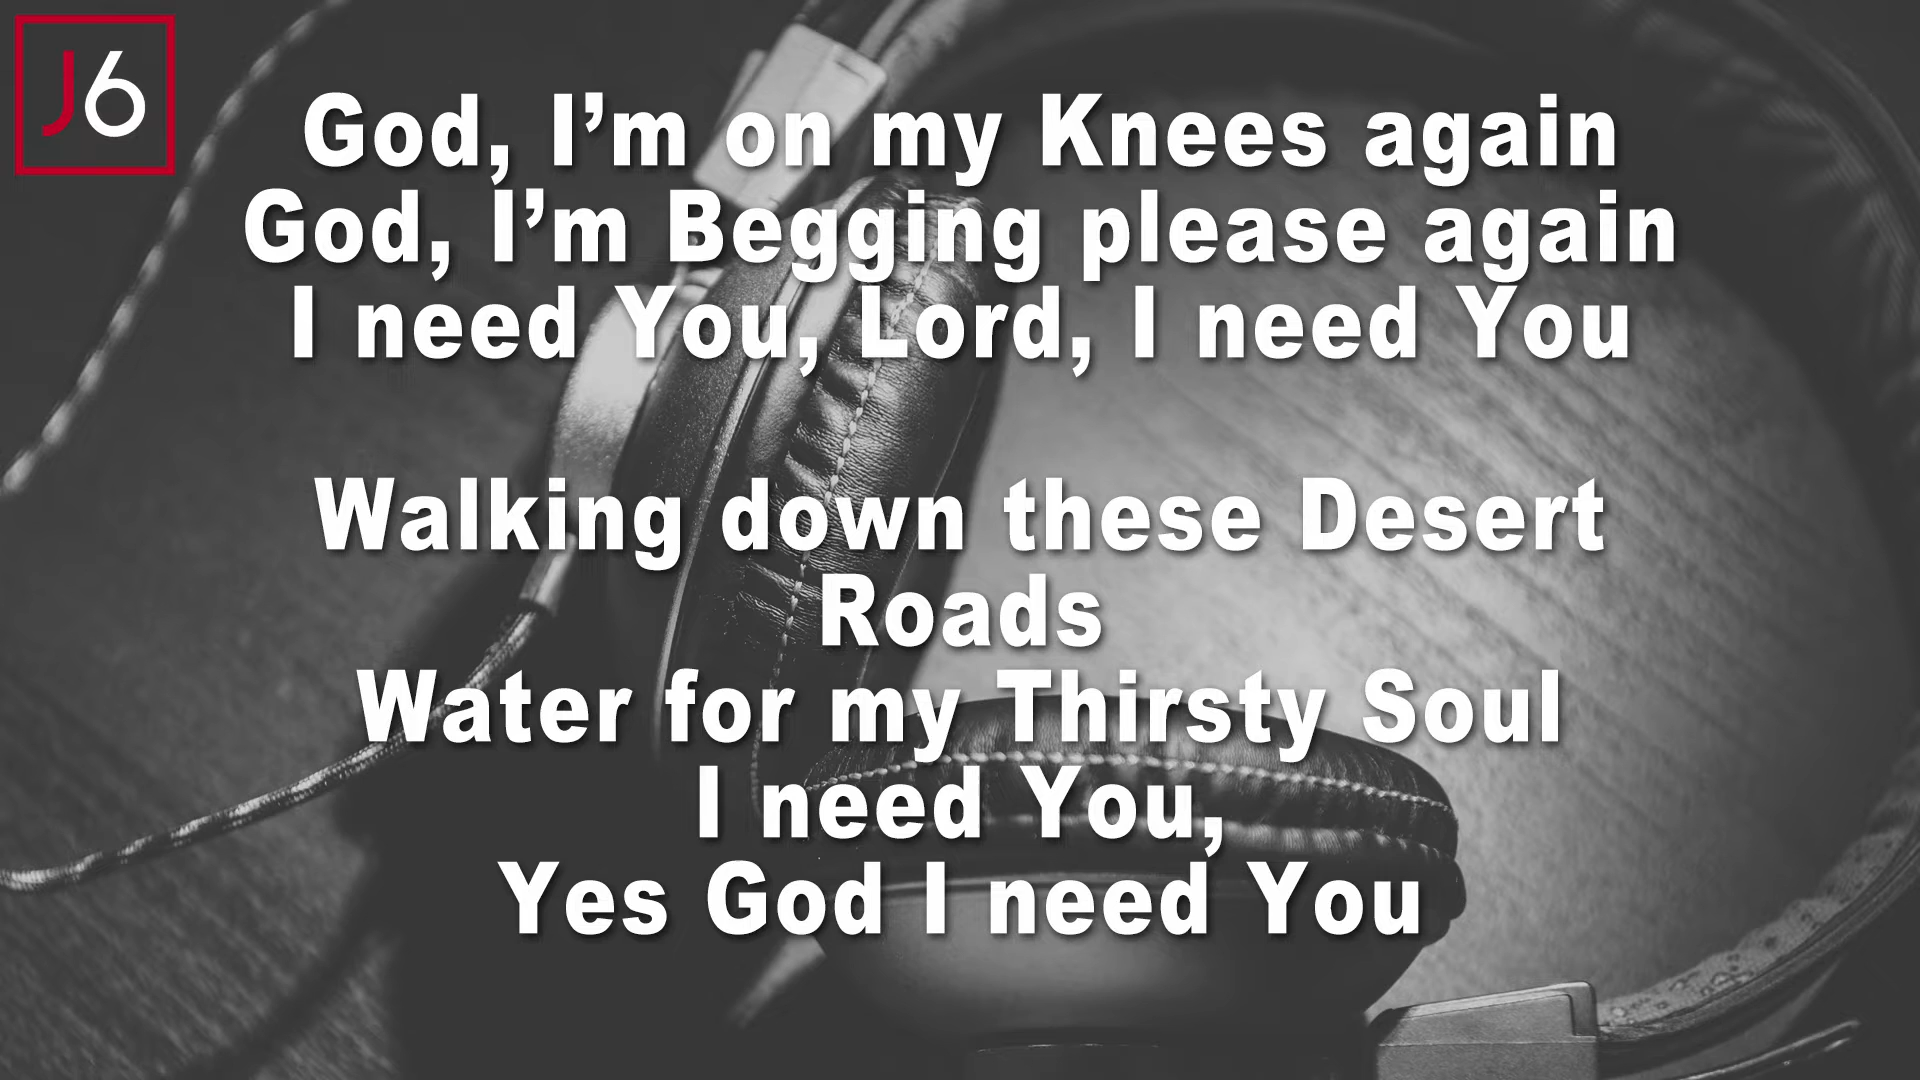 J6
God, I’m on my Knees again
God, I’m Begging please again
I need You, Lord, I need You
Walking down these Desert
Roads
Water for my Thirsty Soul
I need You,
Yes God I need You